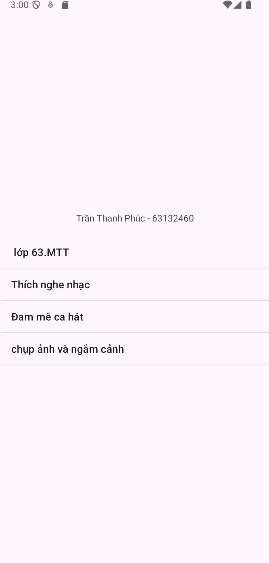 3:00
Trần Thanh Phúc - 63132460
lớp 63.MTT
Thích nghe nhạc
Đam mê ca hát
chụp ảnh và ngắm cảnh